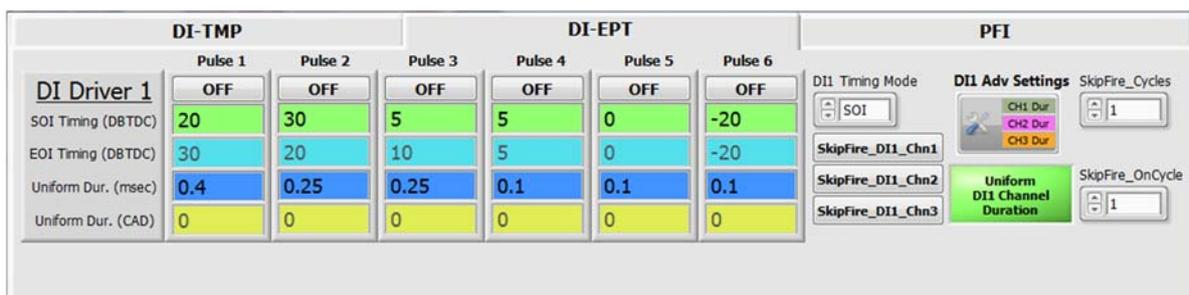 DI-TMP DI-EPT PFI
Pulse 1 Pulse 2 Pulse 3 Pulse 4 Pulse 5 Pulse 6
DI Driver 1 OFF OFF OFF OFF OFF OFF
SOI Timing (DBTDC) 20 30 5 5 0 -20
EOI Timing (DBTDC) 30 20 10 5 0 -20
Uniform Dur. (msec) 0.4 0.25 0.25 0.1 0.1 0.1
Uniform Dur. (CAD) 0 0 0 0 0 0
DI1 Timing Mode
SOI
SkipFire_DI1_Chn1
SkipFire_DI1_Chn2
SkipFire_DI1_Chn3
DI1 Adv Settings
CH1 Dur
CH2 Dur
CH3 Dur
Uniform
DI1 Channel
Duration
SkipFire_Cycles
1
SkipFire_OnCycle
1